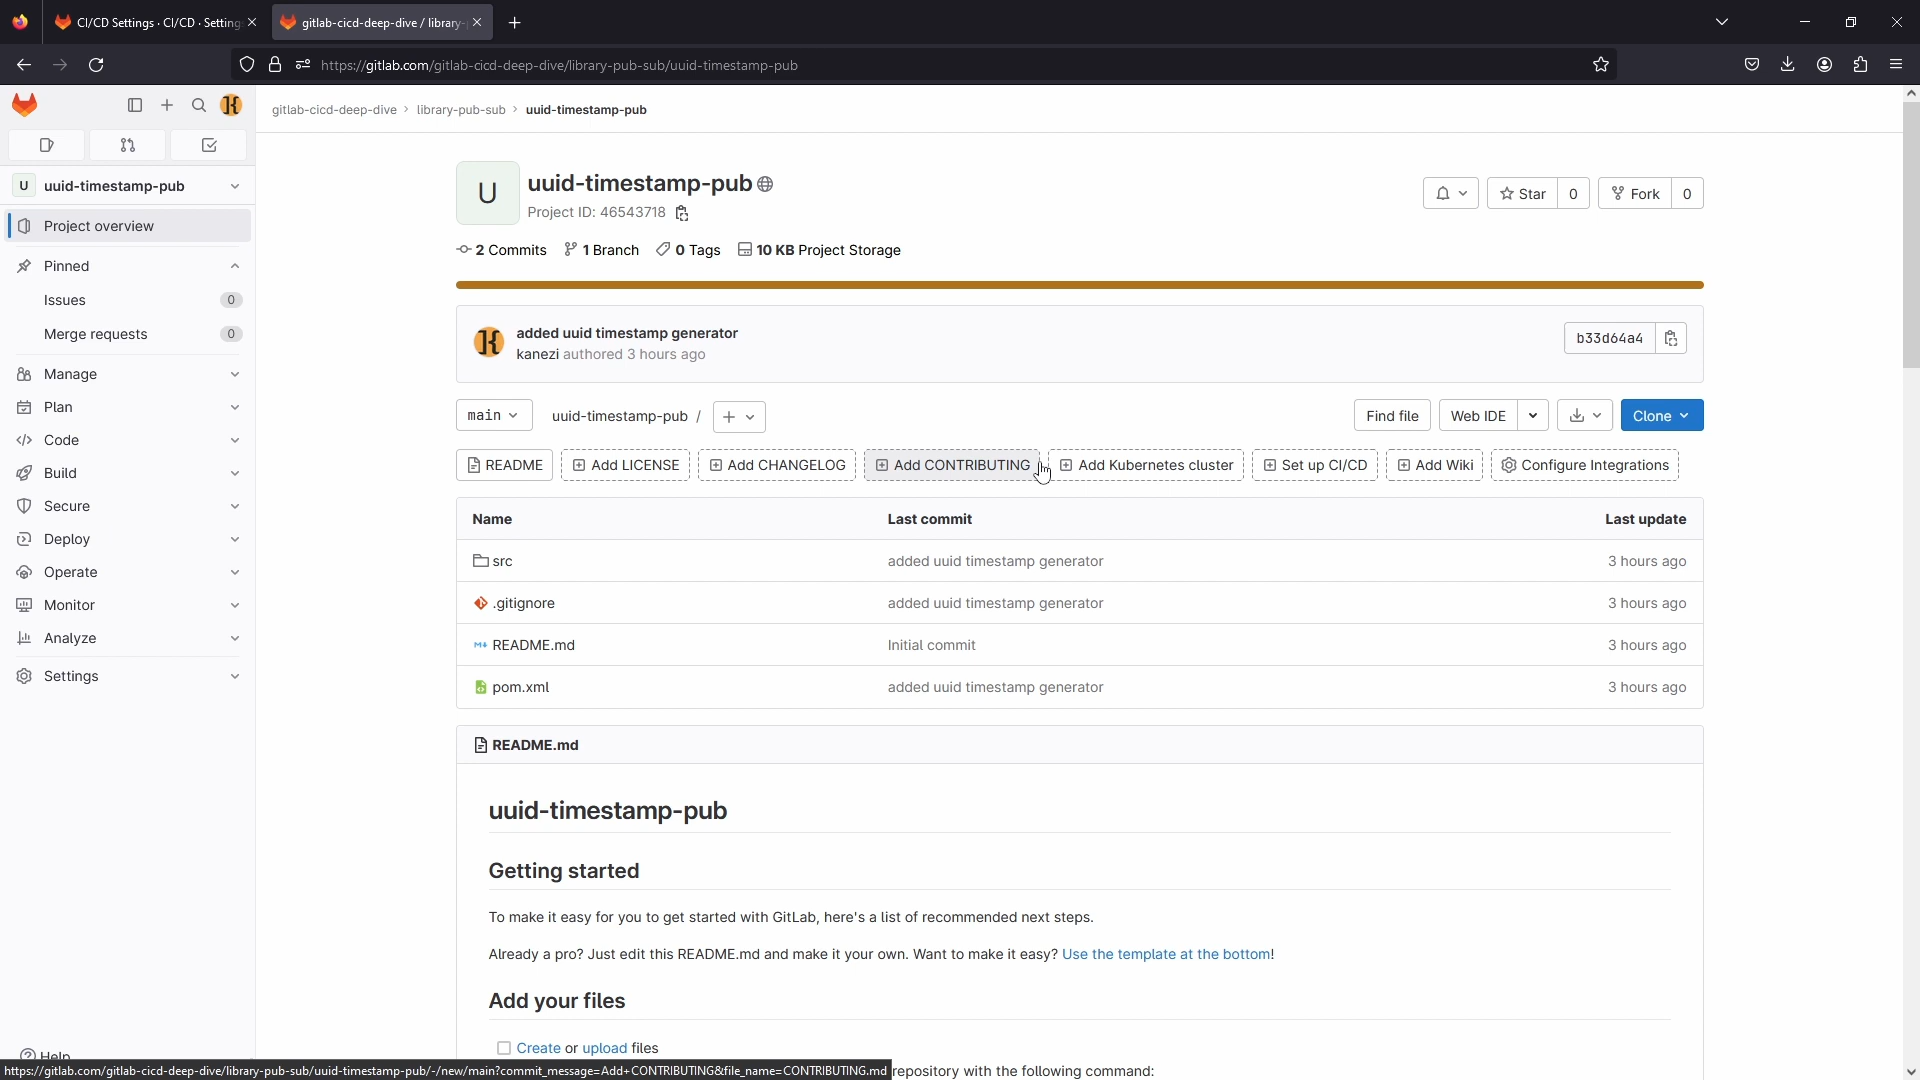 CI/CD Settings · CI/CD · Setting
gitlab-cicd-deep-dive / library-
https://gitlab.com/gitlab-cicd-deep-dive/library-pub-sub/uuid-timestamp-pub
gitlab-cicd-deep-dive › library-pub-sub › uuid-timestamp-pub
U uuid-timestamp-pub
Project overview
Pinned
Issues 0
Merge requests 0
Manage
Plan
Code
Build
Secure
Deploy
Operate
Monitor
Analyze
Settings
Help
U
uuid-timestamp-pub
Project ID: 46543718
Star 0 Fork 0
2 Commits 1 Branch 0 Tags 10 KB Project Storage
added uuid timestamp generator
kanezi authored 3 hours ago
b33d64a4
main uuid-timestamp-pub / +
Find file Web IDE Clone
README Add LICENSE Add CHANGELOG Add CONTRIBUTING Add Kubernetes cluster Set up CI/CD Add Wiki Configure Integrations
Name Last commit Last update
src added uuid timestamp generator 3 hours ago
.gitignore added uuid timestamp generator 3 hours ago
README.md Initial commit 3 hours ago
pom.xml added uuid timestamp generator 3 hours ago
README.md
uuid-timestamp-pub
Getting started
To make it easy for you to get started with GitLab, here's a list of recommended next steps.
Already a pro? Just edit this README.md and make it your own. Want to make it easy? Use the template at the bottom!
Add your files
Create or upload files
repository with the following command:
https://gitlab.com/gitlab-cicd-deep-dive/library-pub-sub/uuid-timestamp-pub/-/new/main?commit_message=Add+CONTRIBUTING&file_name=CONTRIBUTING.md